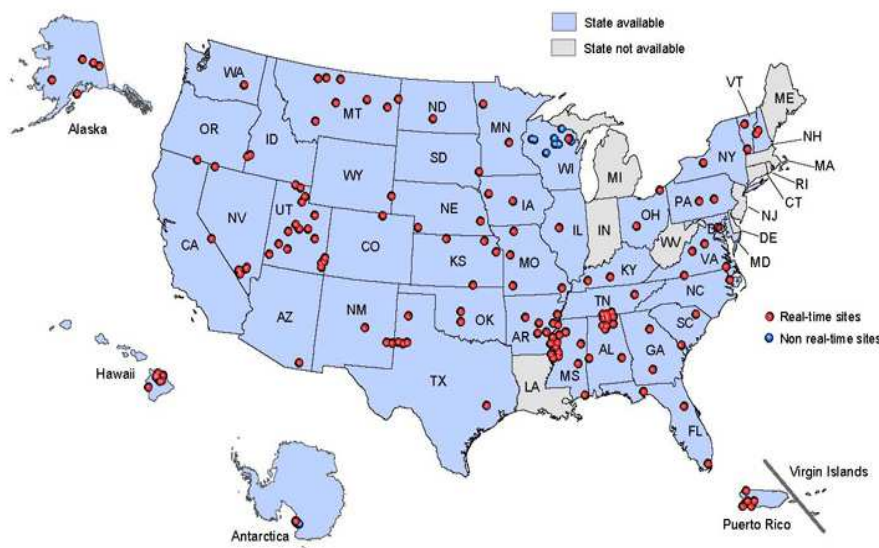 State available
State not available
Alaska
WA
MT
ND
MN
VT
ME
OR
ID
SD
WI
MI
NY
NH
MA
RI
CT
WY
IA
NE
PA
NJ
NV
UT
CO
IL
IN
OH
WV
DE
MD
CA
KS
MO
KY
VA
NC
AZ
NM
OK
AR
TN
SC
Real-time sites
Non real-time sites
Hawaii
TX
LA
MS
AL
GA
FL
Virgin Islands
Antarctica
Puerto Rico